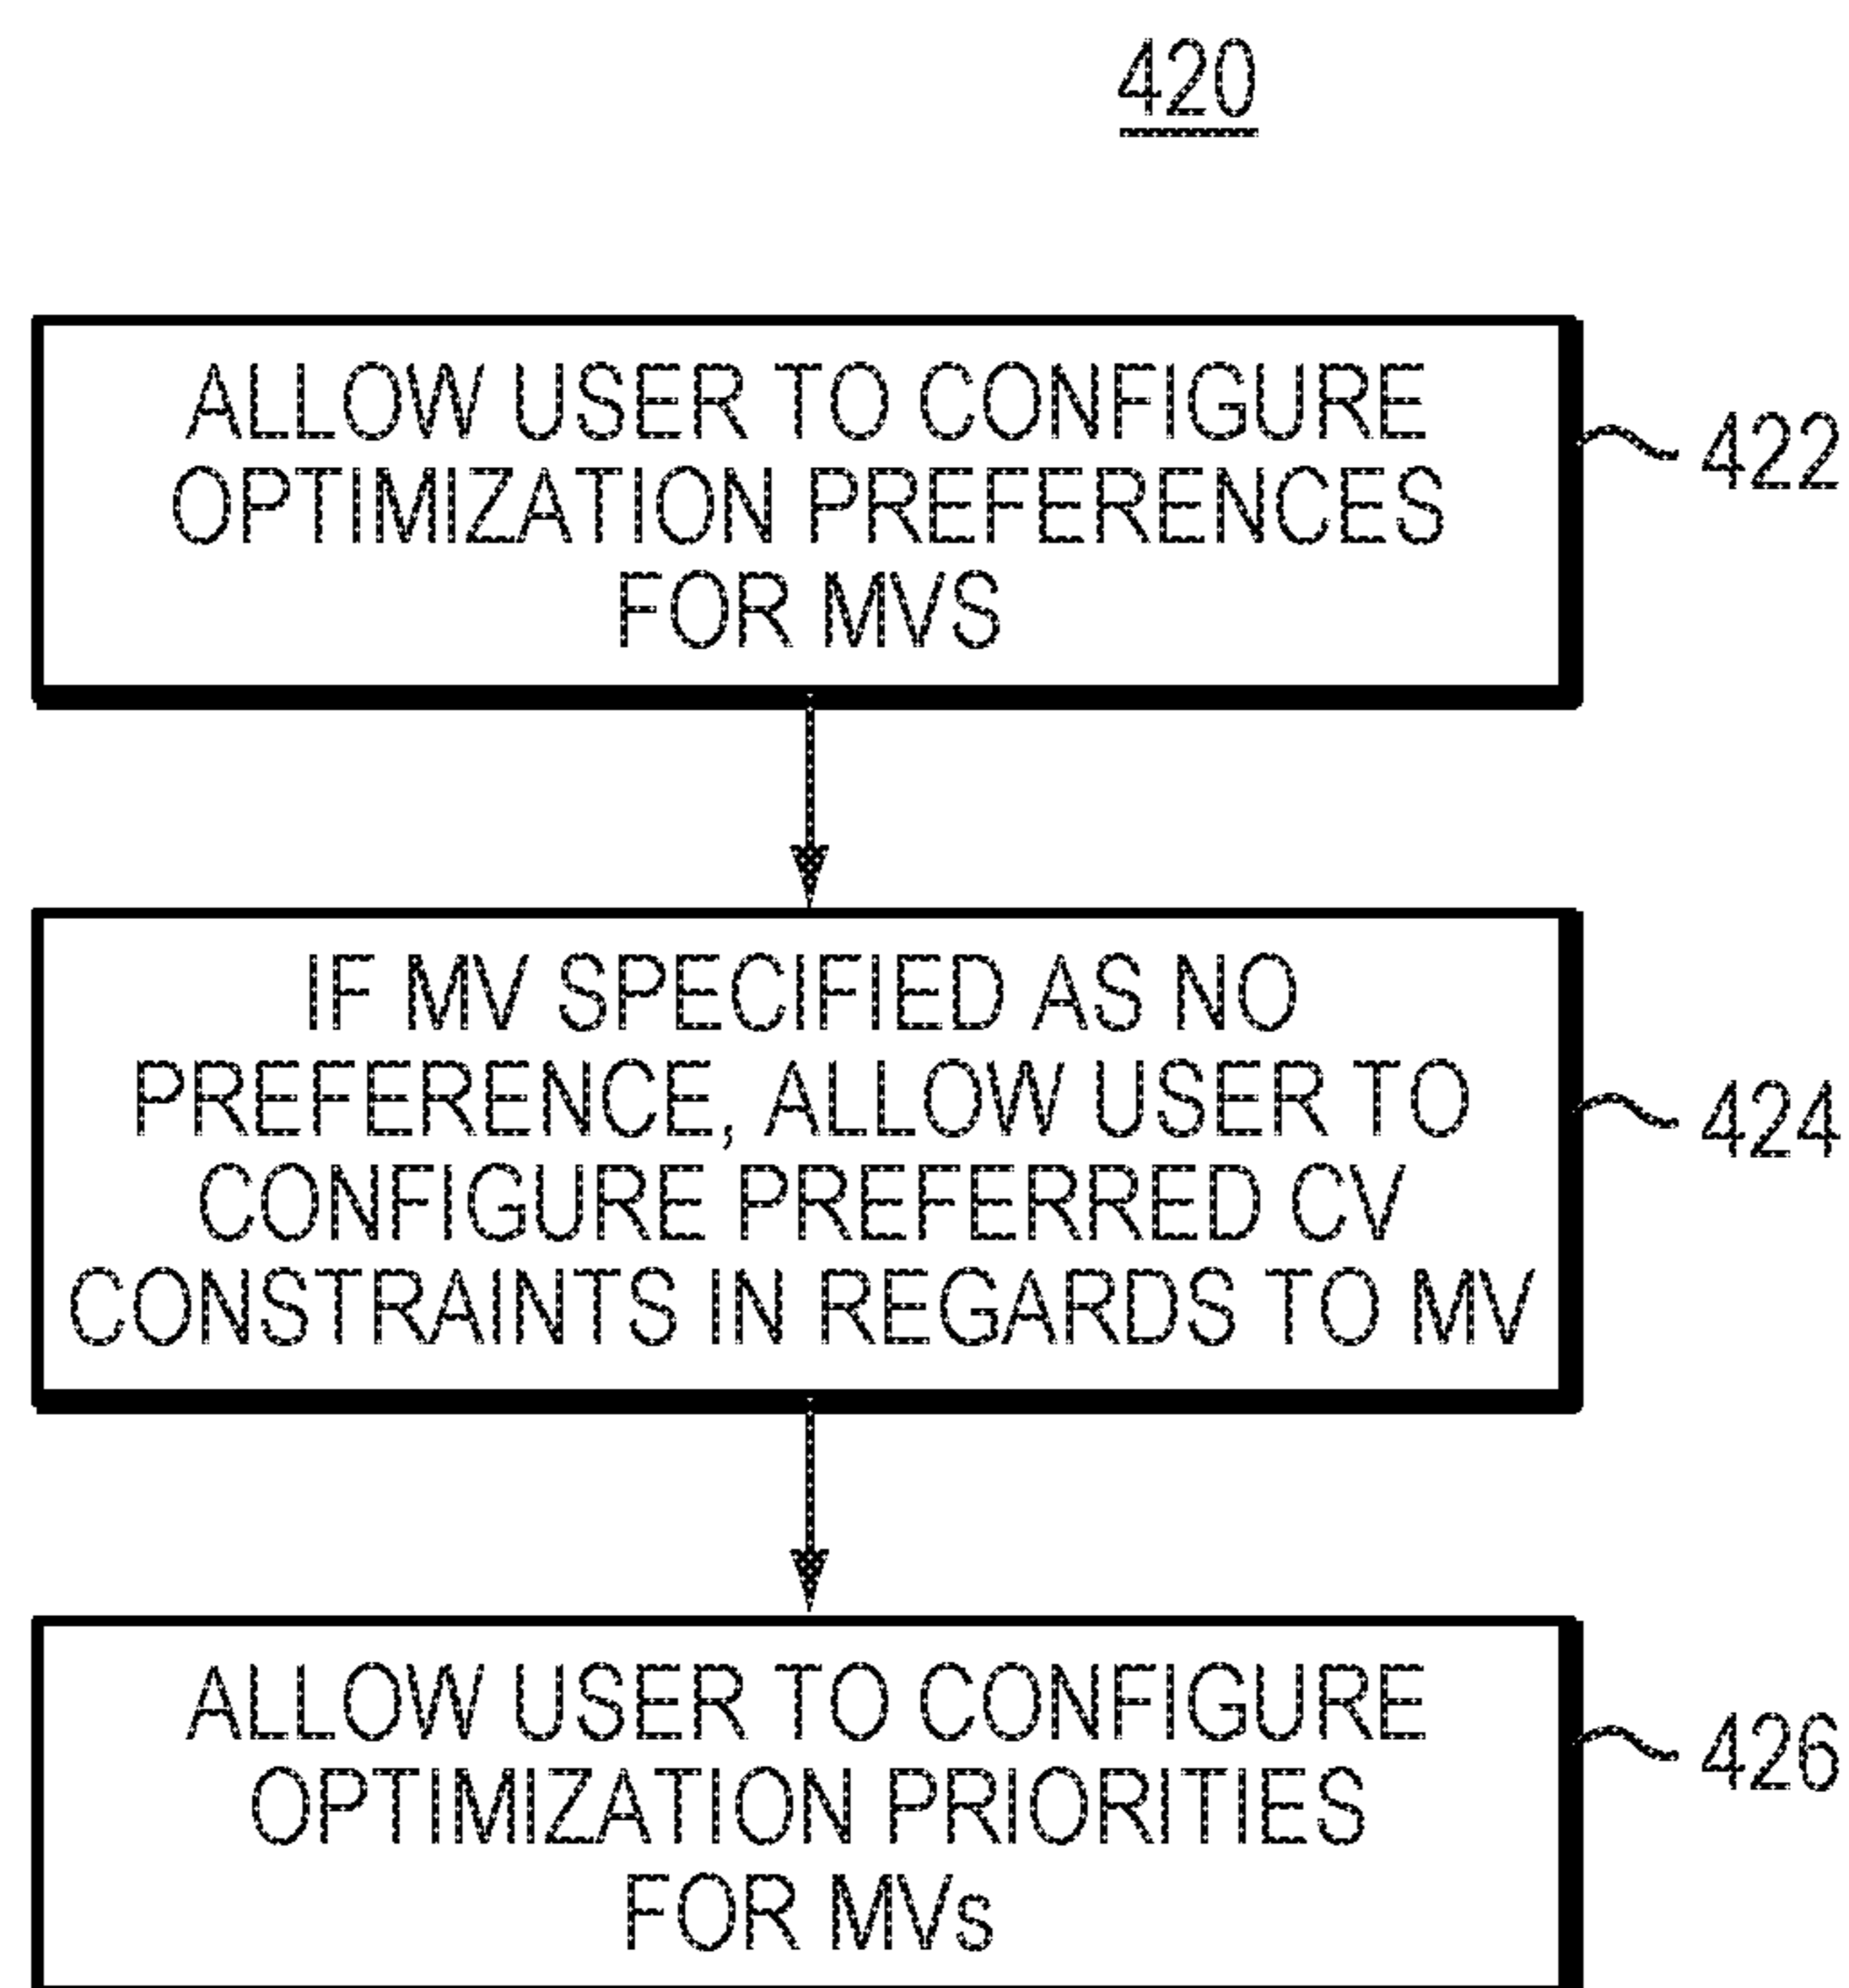 420
ALLOW USER TO CONFIGURE
OPTIMIZATION PREFERENCES
FOR MVS
422
IF MV SPECIFIED AS NO
PREFERENCE, ALLOW USER TO
CONFIGURE PREFERRED CV
CONSTRAINTS IN REGARDS TO MV
424
ALLOW USER TO CONFIGURE
OPTIMIZATION PRIORITIES
FOR MVs
426